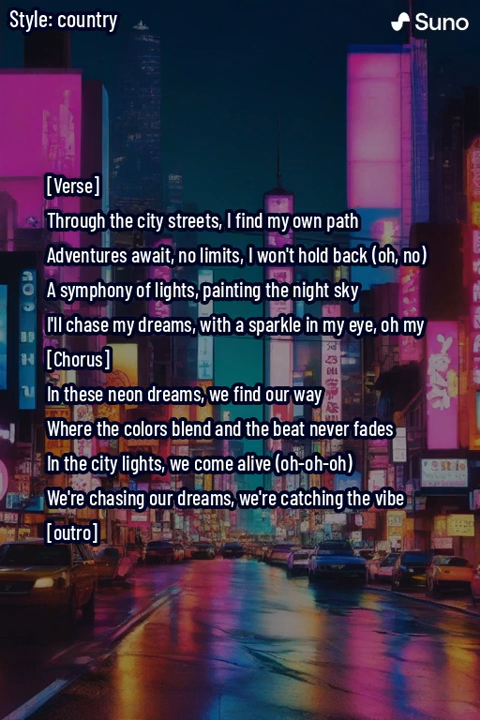 Style: country
Suno
[Verse]
Through the city streets, I find my own path
Adventures await, no limits, I won't hold back (oh, no)
A symphony of lights, painting the night sky
I'll chase my dreams, with a sparkle in my eye, oh my
[Chorus]
In these neon dreams, we find our way
Where the colors blend and the beat never fades
In the city lights, we come alive (oh-oh-oh)
We're chasing our dreams, we're catching the vibe
[outro]